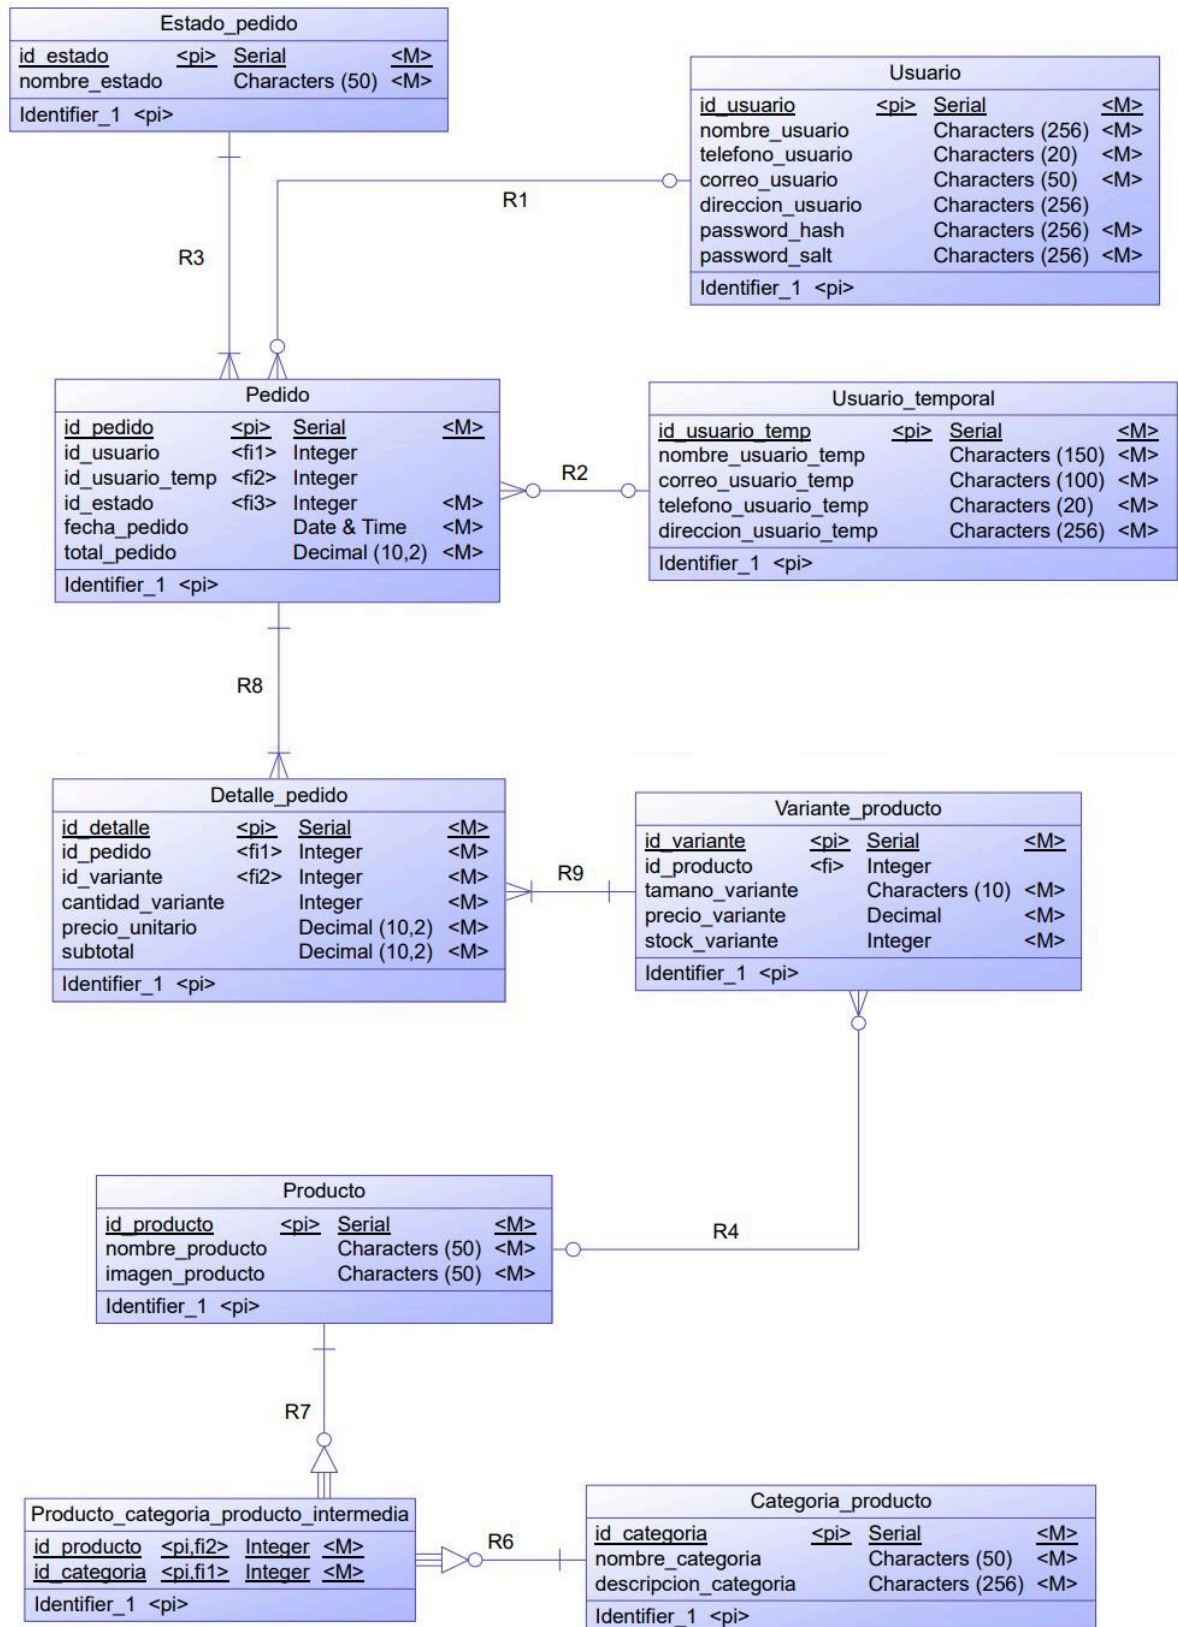 Estado_pedido
id_estado <pi> Serial <M>
nombre_estado Characters (50) <M>
Identifier_1 <pi>
Usuario
id_usuario <pi> Serial <M>
nombre_usuario Characters (256) <M>
telefono_usuario Characters (20) <M>
correo_usuario Characters (50) <M>
direccion_usuario Characters (256)
password_hash Characters (256) <M>
password_salt Characters (256) <M>
Identifier_1 <pi>
R1
R3
Pedido
id_pedido <pi> Serial <M>
id_usuario <fi1> Integer
id_usuario_temp <fi2> Integer
id_estado <fi3> Integer <M>
fecha_pedido Date & Time <M>
total_pedido Decimal (10,2) <M>
Identifier_1 <pi>
R2
Usuario_temporal
id_usuario_temp <pi> Serial <M>
nombre_usuario_temp Characters (150) <M>
correo_usuario_temp Characters (100) <M>
telefono_usuario_temp Characters (20) <M>
direccion_usuario_temp Characters (256) <M>
Identifier_1 <pi>
R8
Detalle_pedido
id_detalle <pi> Serial <M>
id_pedido <fi1> Integer <M>
id_variante <fi2> Integer <M>
cantidad_variante Integer <M>
precio_unitario Decimal (10,2) <M>
subtotal Decimal (10,2) <M>
Identifier_1 <pi>
R9
Variante_producto
id_variante <pi> Serial <M>
id_producto <fi> Integer
tamano_variante Characters (10) <M>
precio_variante Decimal <M>
stock_variante Integer <M>
Identifier_1 <pi>
Producto
id_producto <pi> Serial <M>
nombre_producto Characters (50) <M>
imagen_producto Characters (50) <M>
Identifier_1 <pi>
R4
R7
Producto_categoria_producto_intermedia
id_producto <pi,fi2> Integer <M>
id_categoria <pi,fi1> Integer <M>
Identifier_1 <pi>
R6
Categoria_producto
id_categoria <pi> Serial <M>
nombre_categoria Characters (50) <M>
descripcion_categoria Characters (256) <M>
Identifier_1 <pi>